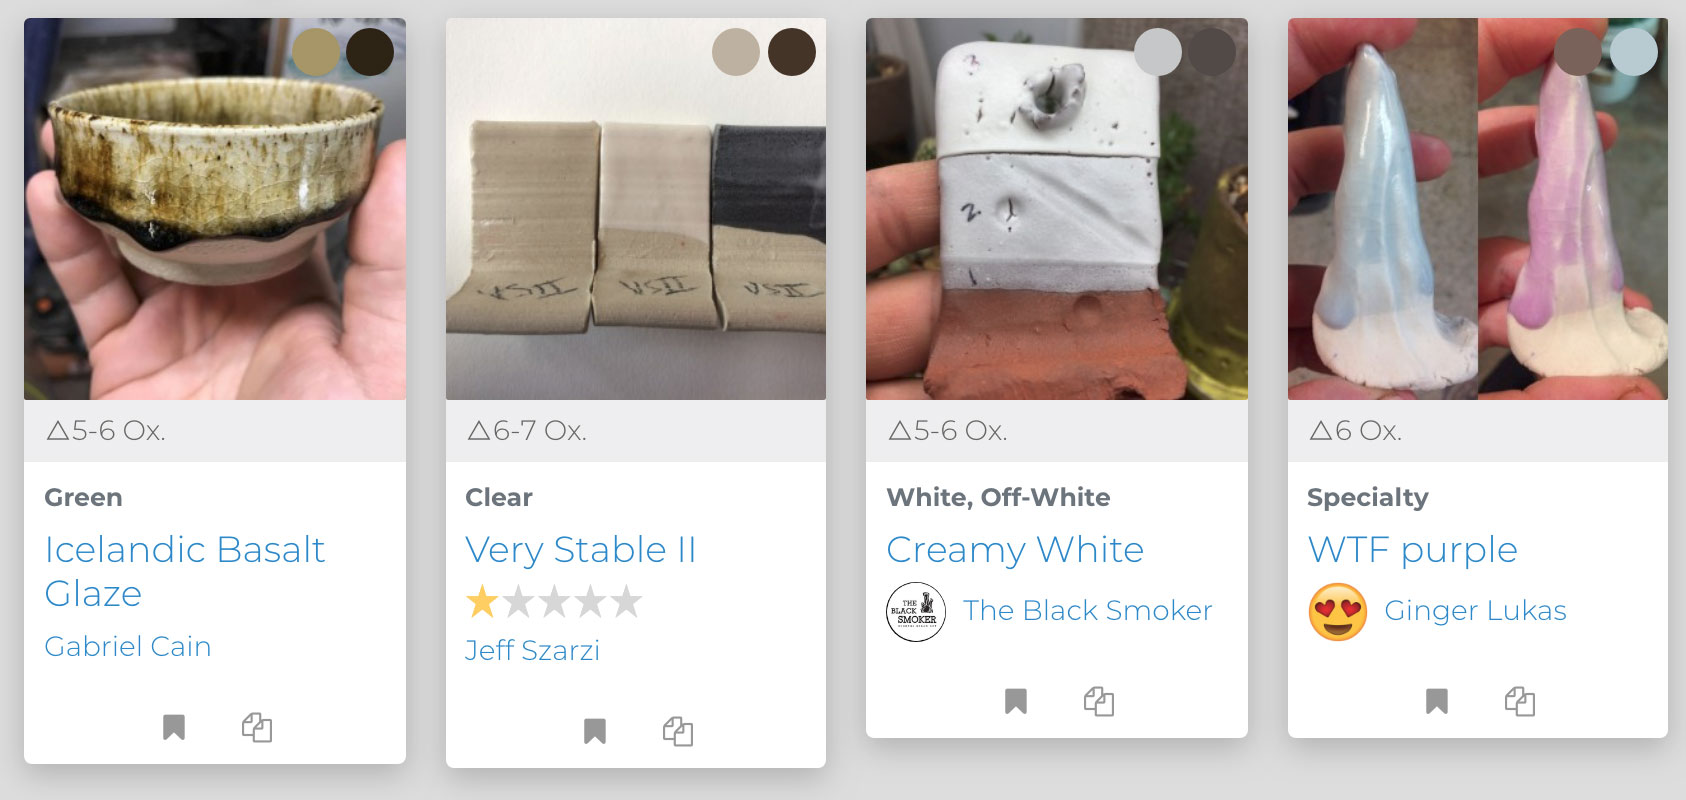 △5-6 Ox.
Green
Icelandic Basalt
Glaze
Gabriel Cain
VSII VSII VSII
△6-7 Ox.
Clear
Very Stable II
Jeff Szarzi
2
1
△5-6 Ox.
White, Off-White
Creamy White
THE
BLACK
SMOKER
The Black Smoker
△6 Ox.
Specialty
WTF purple
Ginger Lukas